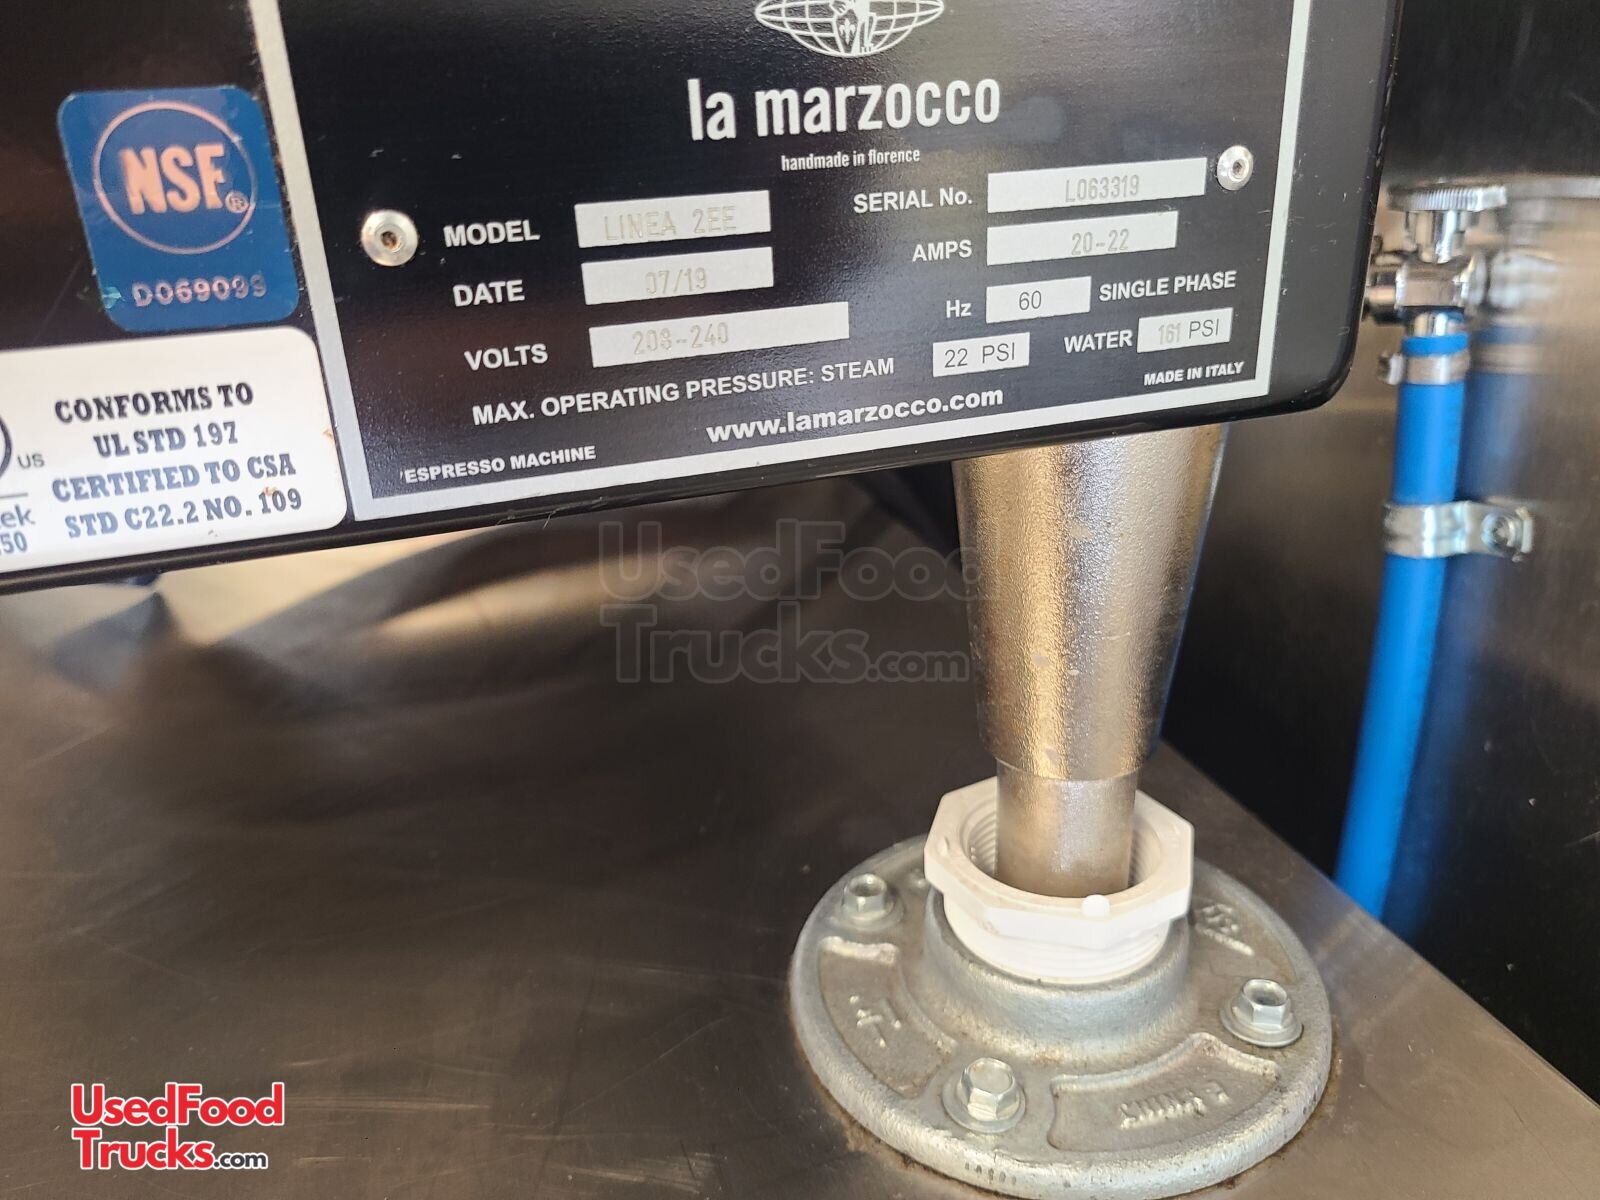 la marzocco
handmade in florence
NSF®
D069099
MODEL LINEA 2EE
SERIAL No. L063319
DATE 07/19
AMPS 20-22
VOLTS 208-240
Hz 60 SINGLE PHASE
MAX. OPERATING PRESSURE: STEAM 22 PSI WATER 161 PSI
www.lamarzocco.com
MADE IN ITALY
ESPRESSO MACHINE
US
CONFORMS TO
UL STD 197
CERTIFIED TO CSA
STD C22.2 NO. 109
ek
50
UsedFood
Trucks.com
UsedFood
Trucks.com